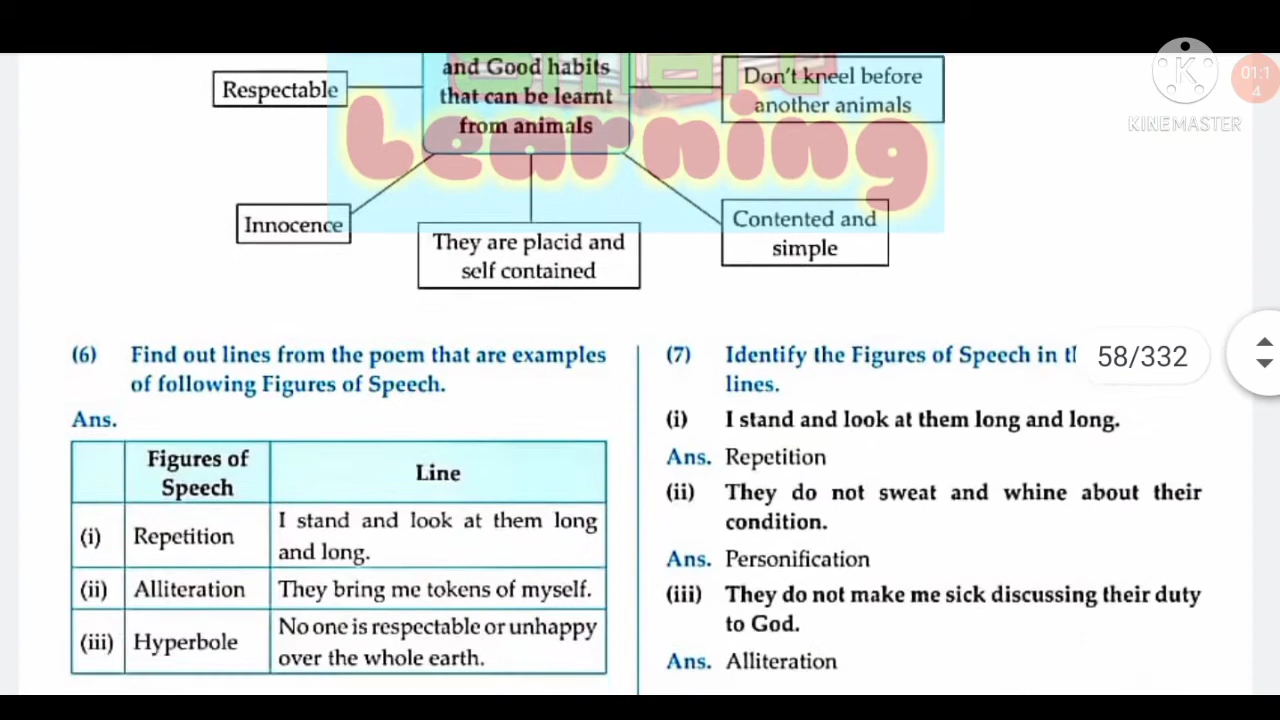 and Good habits
that can be learnt
from animals
Respectable
Don't kneel before
another animals
Learning
KINEMASTER
01:1
4
Innocence
They are placid and
self contained
Contented and
simple
58/332
(6) Find out lines from the poem that are examples
of following Figures of Speech.
Ans.
Figures of
Speech
Line
(i) Repetition I stand and look at them long
and long.
(ii) Alliteration They bring me tokens of myself.
(iii) Hyperbole No one is respectable or unhappy
over the whole earth.
(7) Identify the Figures of Speech in
lines.
(i) I stand and look at them long and long.
Ans. Repetition
(ii) They do not sweat and whine about their
condition.
Ans. Personification
(iii) They do not make me sick discussing their duty
to God.
Ans. Alliteration